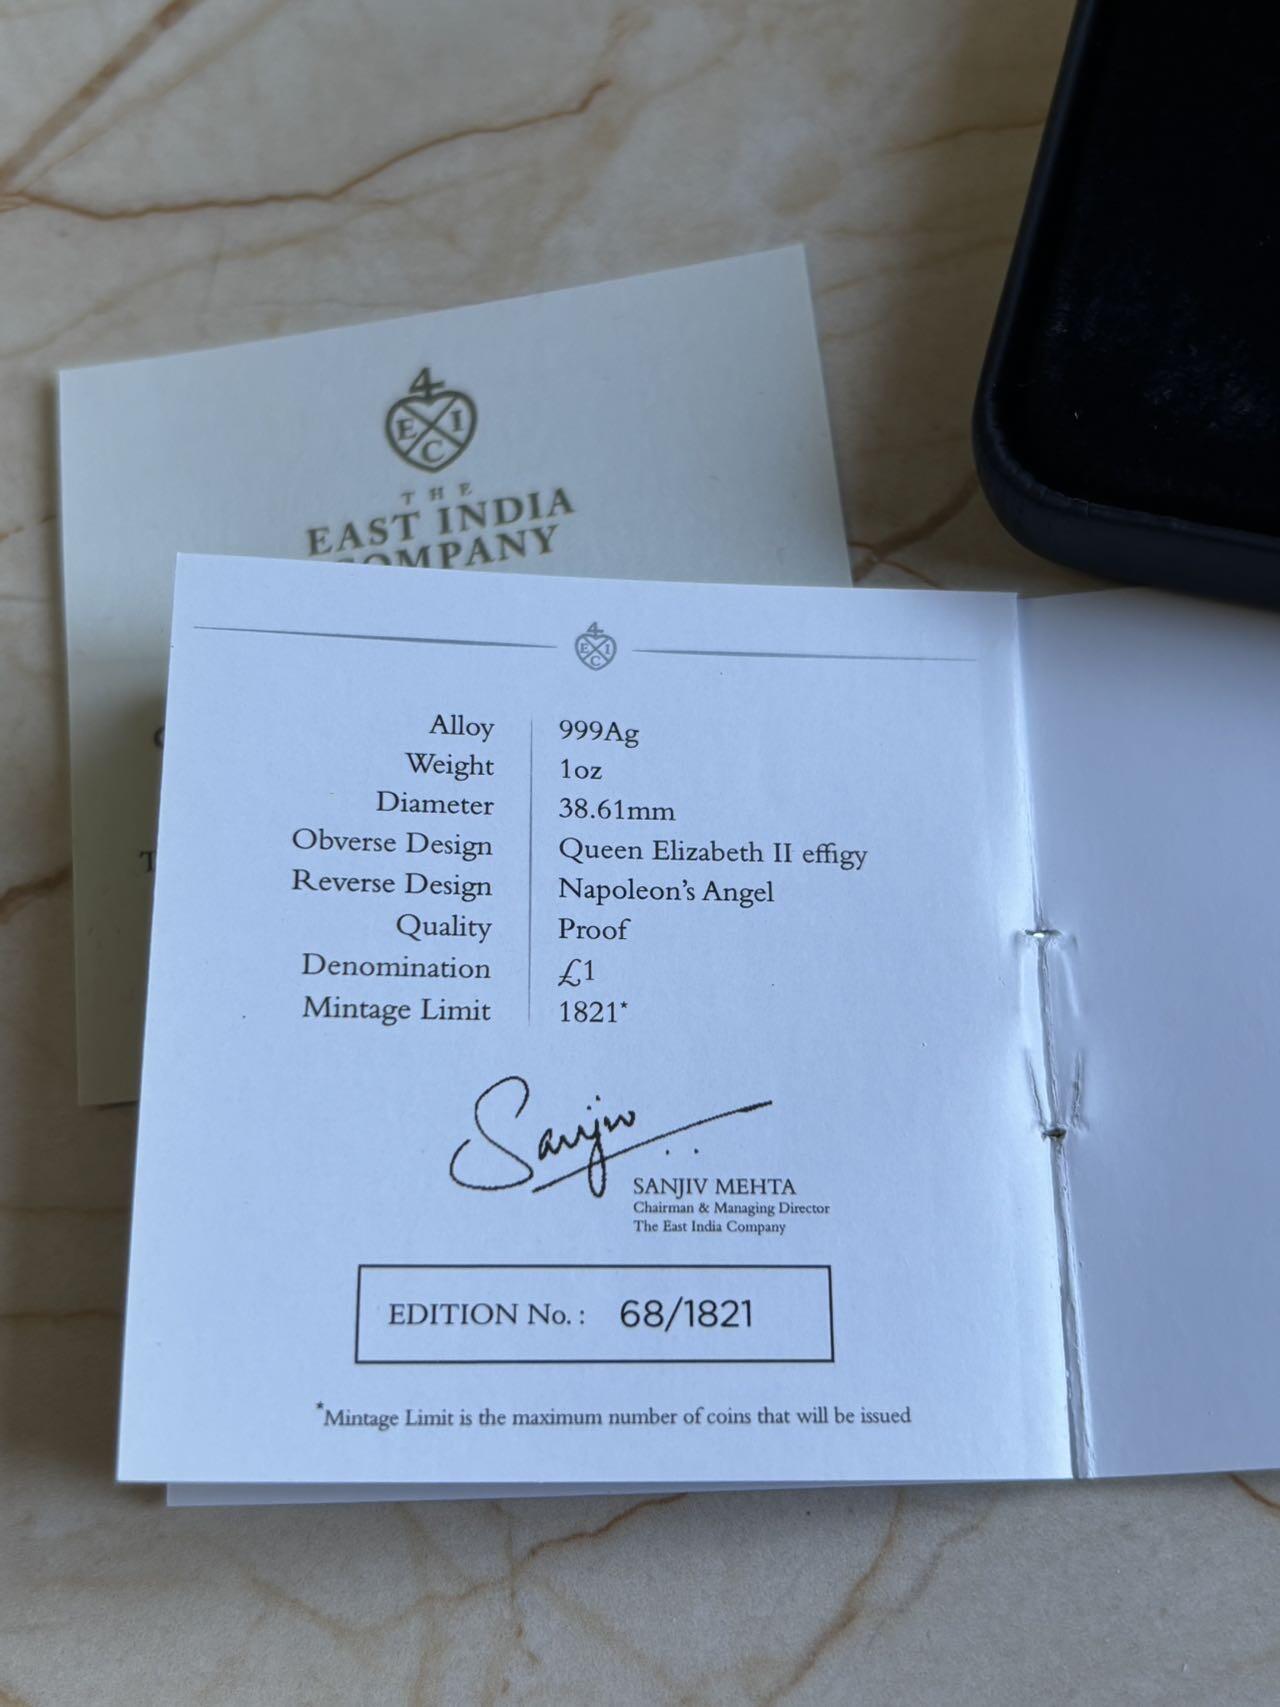 4
E I
C
THE
EAST INDIA
COMPANY
4
E I
C
Alloy 999Ag
Weight 1oz
Diameter 38.61mm
Obverse Design Queen Elizabeth II effigy
Reverse Design Napoleon's Angel
Quality Proof
Denomination £1
Mintage Limit 1821*
Sanjiv
SANJIV MEHTA
Chairman & Managing Director
The East India Company
EDITION No.: 68/1821
*Mintage Limit is the maximum number of coins that will be issued